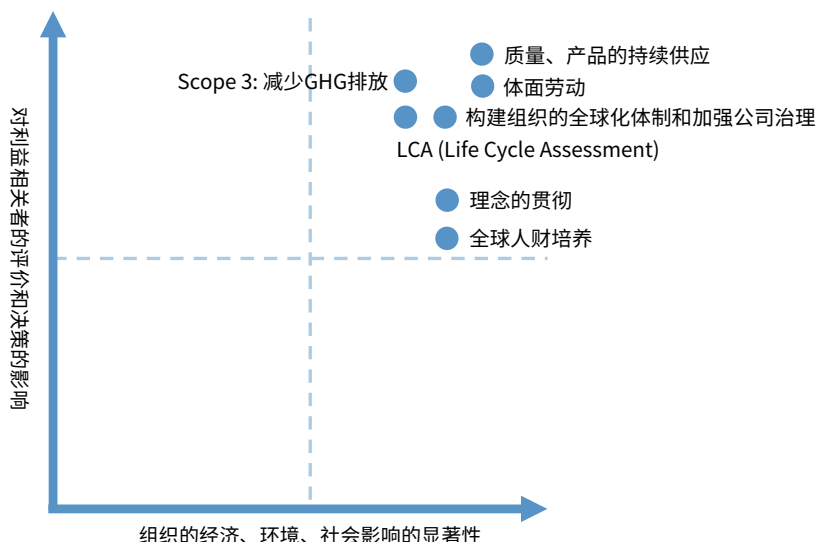 质量、产品的持续供应
Scope 3: 减少GHG排放
体面劳动
构建组织的全球化体制和加强公司治理
LCA (Life Cycle Assessment)
理念的贯彻
全球人财培养
对利益相关者的评价和决策的影响
组织的经济、环境、社会影响的显著性